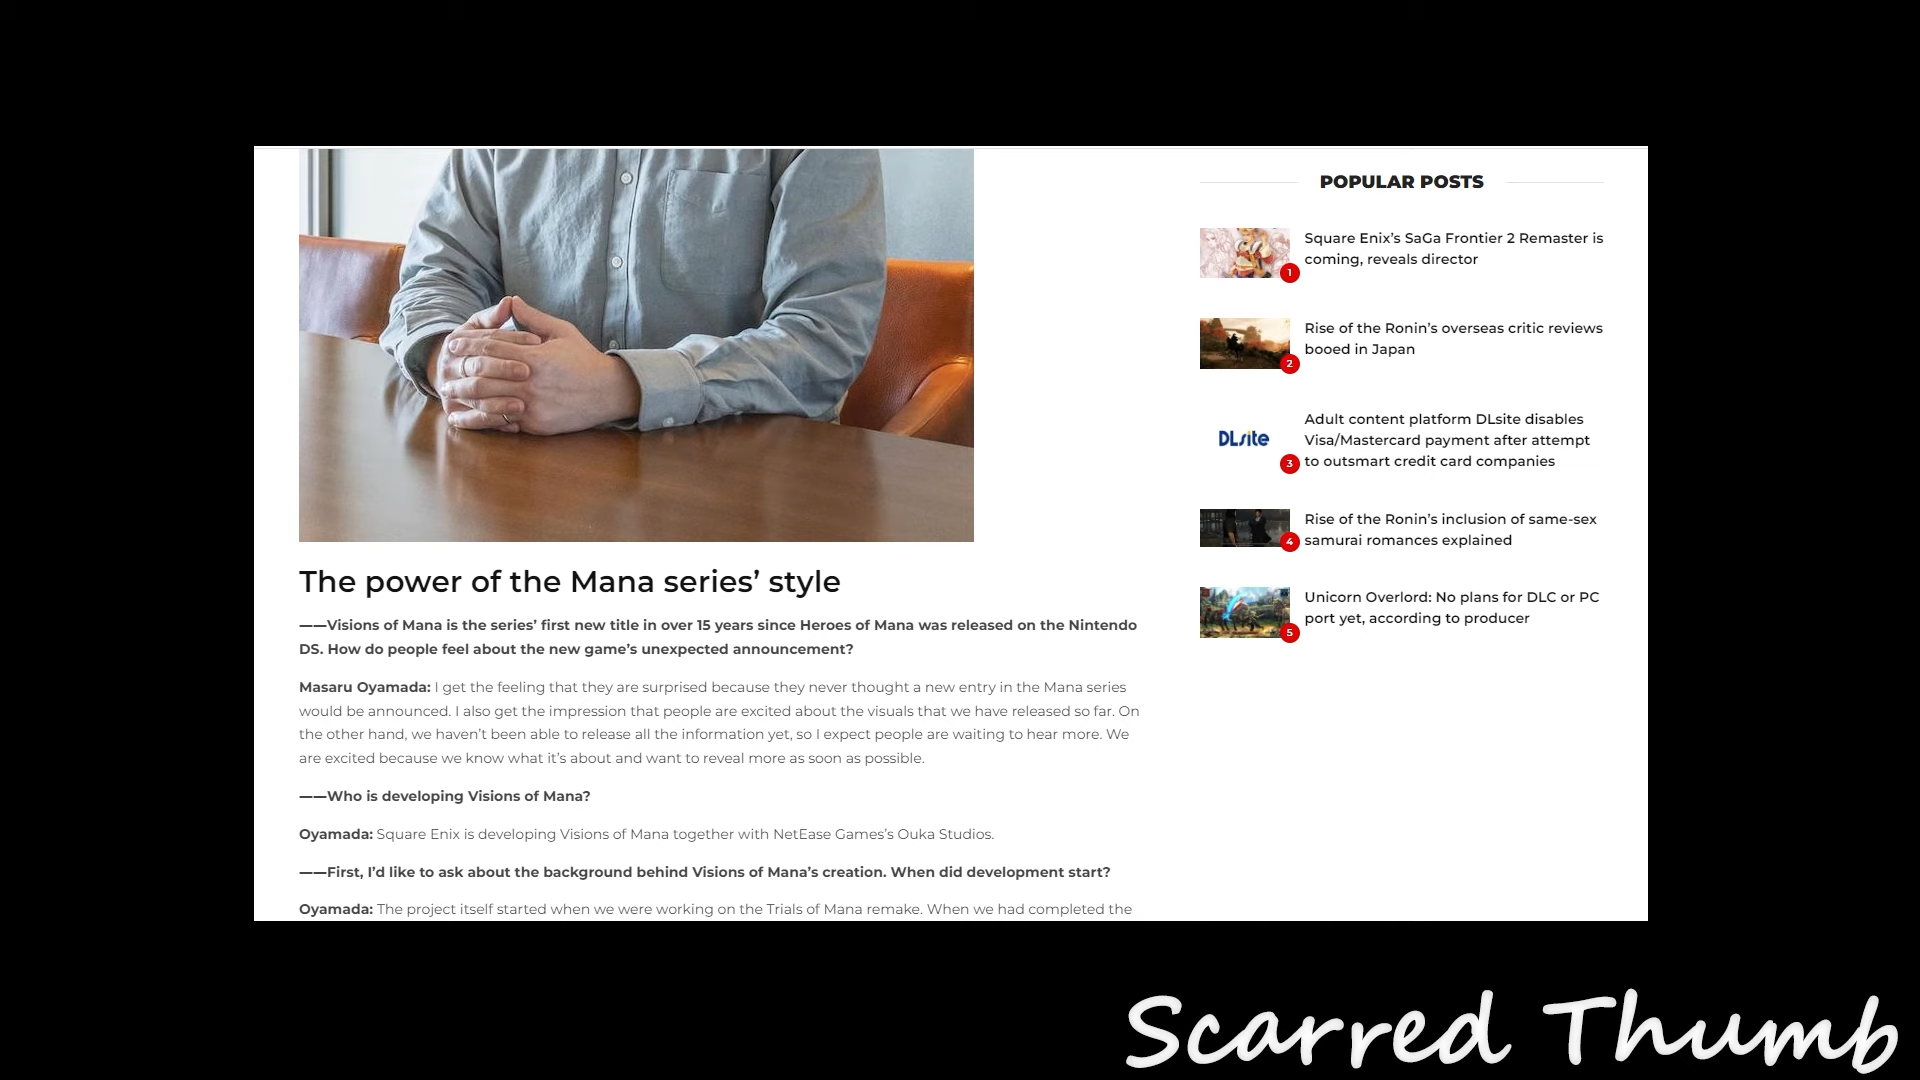 The power of the Mana series’ style
——Visions of Mana is the series’ first new title in over 15 years since Heroes of Mana was released on the Nintendo
DS. How do people feel about the new game’s unexpected announcement?
Masaru Oyamada: I get the feeling that they are surprised because they never thought a new entry in the Mana series
would be announced. I also get the impression that people are excited about the visuals that we have released so far. On
the other hand, we haven’t been able to release all the information yet, so I expect people are waiting to hear more. We
are excited because we know what it’s about and want to reveal more as soon as possible.
——Who is developing Visions of Mana?
Oyamada: Square Enix is developing Visions of Mana together with NetEase Games’s Ouka Studios.
——First, I’d like to ask about the background behind Visions of Mana’s creation. When did development start?
Oyamada: The project itself started when we were working on the Trials of Mana remake. When we had completed the
POPULAR POSTS
1
Square Enix’s SaGa Frontier 2 Remaster is
coming, reveals director
2
Rise of the Ronin’s overseas critic reviews
booed in Japan
DLsite
3
Adult content platform DLsite disables
Visa/Mastercard payment after attempt
to outsmart credit card companies
4
Rise of the Ronin’s inclusion of same-sex
samurai romances explained
5
Unicorn Overlord: No plans for DLC or PC
port yet, according to producer
Scarred Thumb